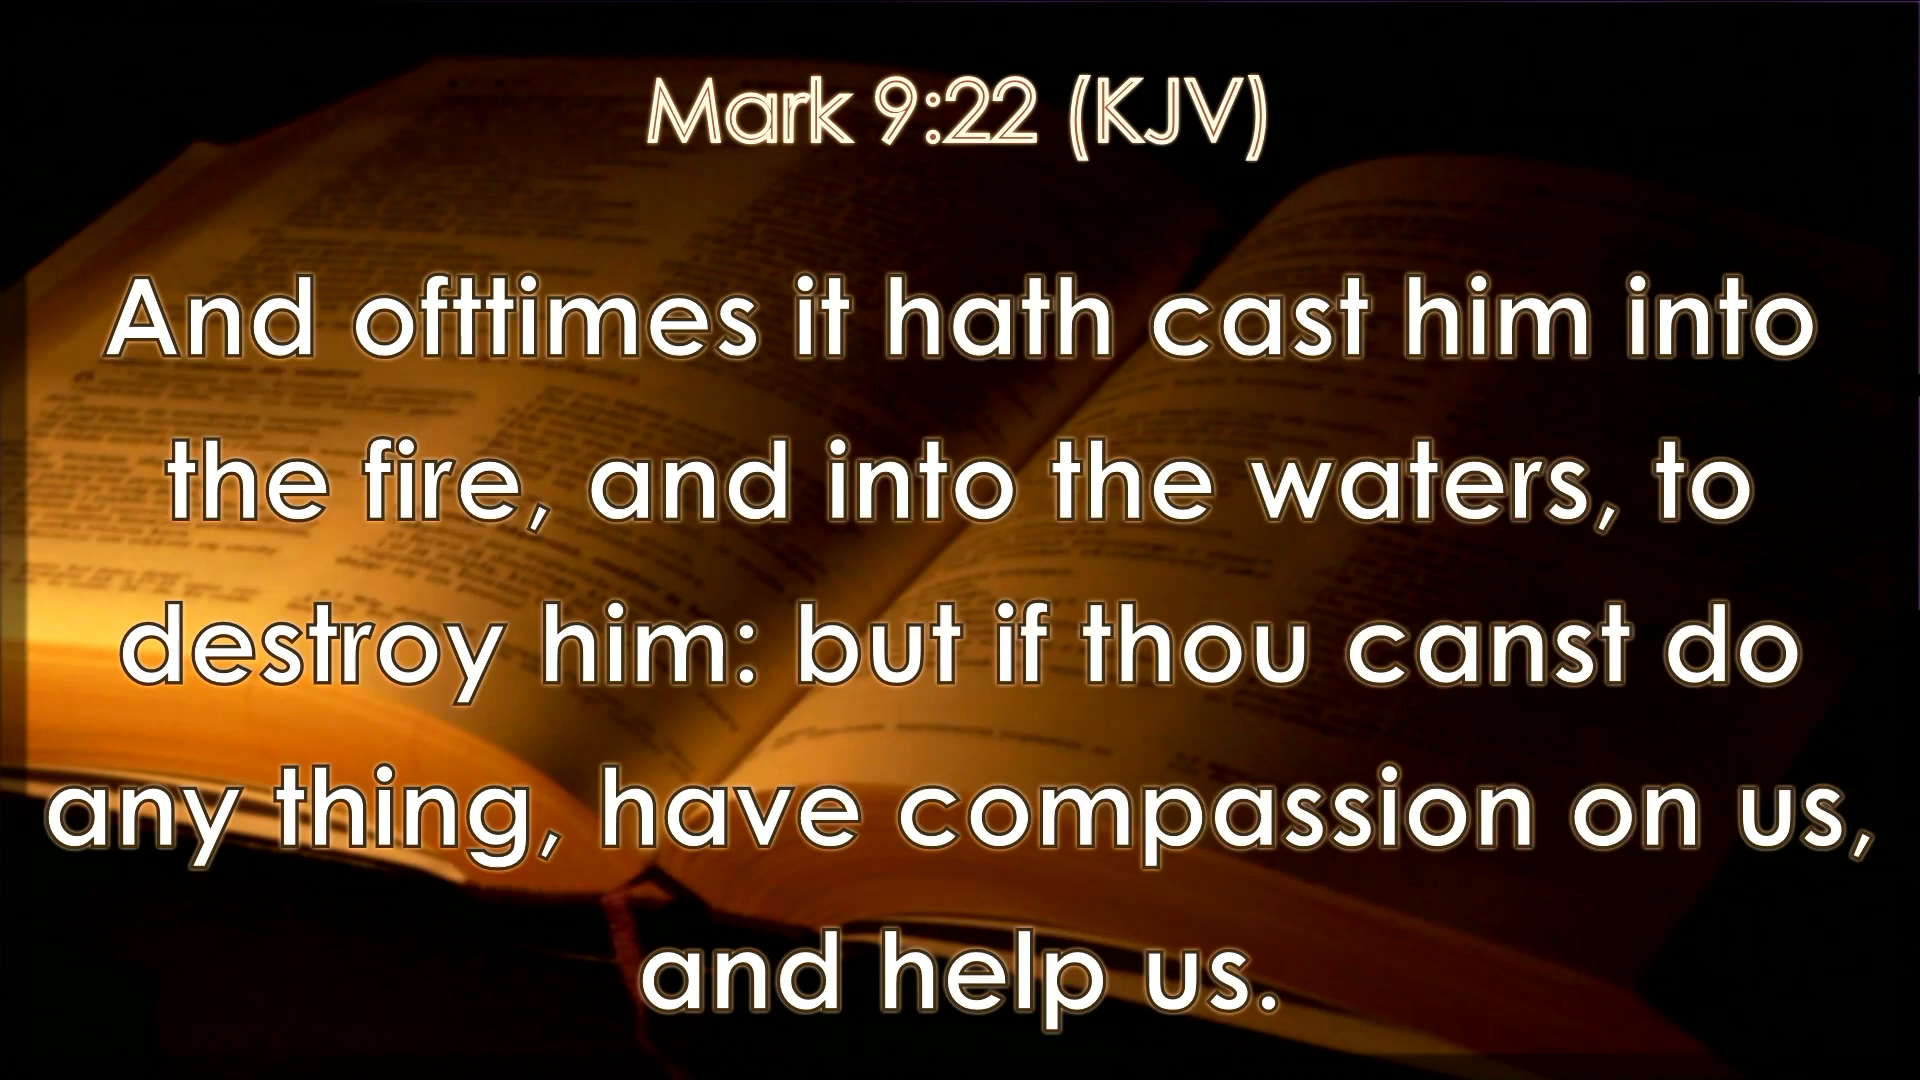 Mark 9:22 (KJV)
And ofttimes it hath cast him into
the fire, and into the waters, to
destroy him: but if thou canst do
any thing, have compassion on us,
and help us.